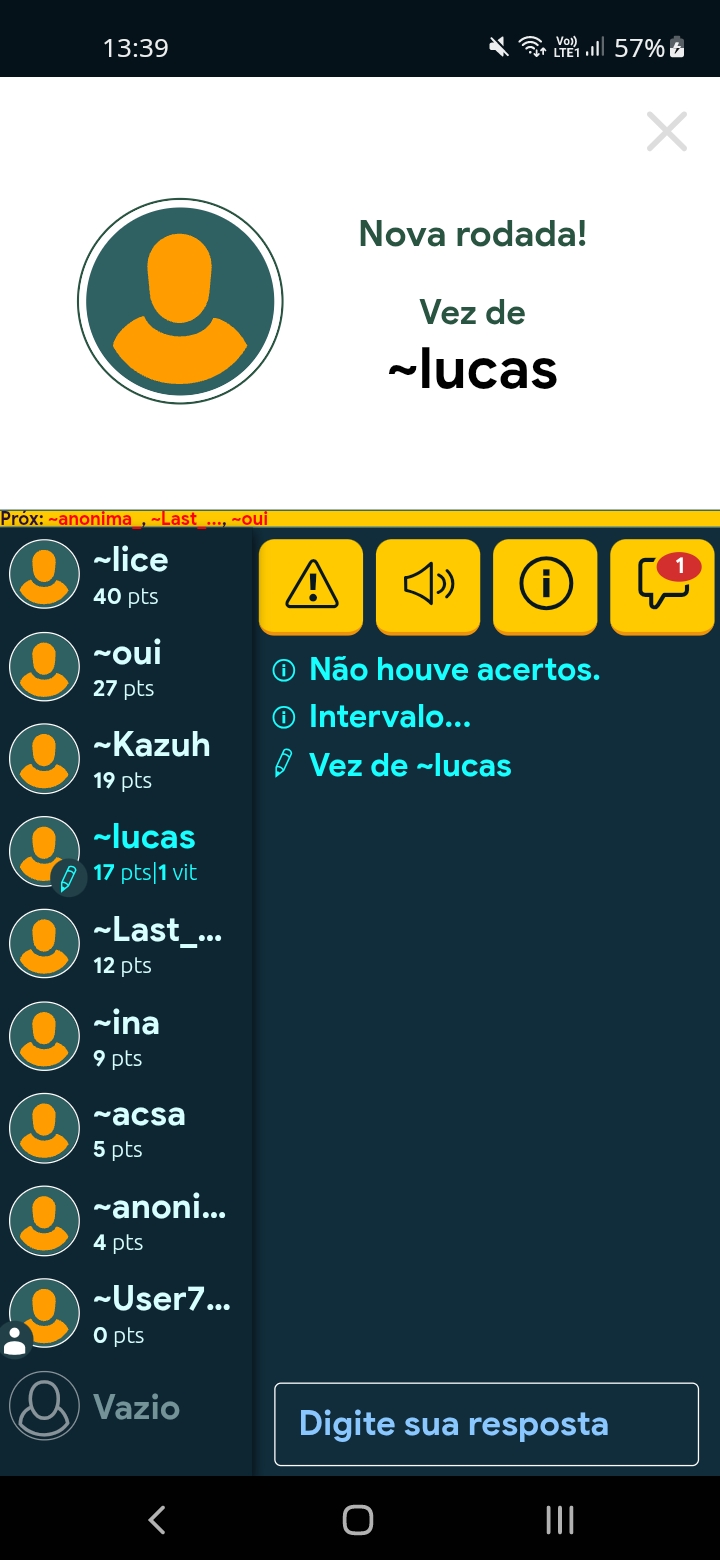 13:39
Vo)) LTE1 57%
Nova rodada!
Vez de
~lucas
Próx: ~anonima_, ~Last_..., ~oui
~lice
40 pts
~oui
27 pts
~Kazuh
19 pts
~lucas
17 pts|1 vit
~Last_...
12 pts
~ina
9 pts
~acsa
5 pts
~anoni...
4 pts
~User7...
0 pts
Vazio
1
Não houve acertos.
Intervalo...
Vez de ~lucas
Digite sua resposta